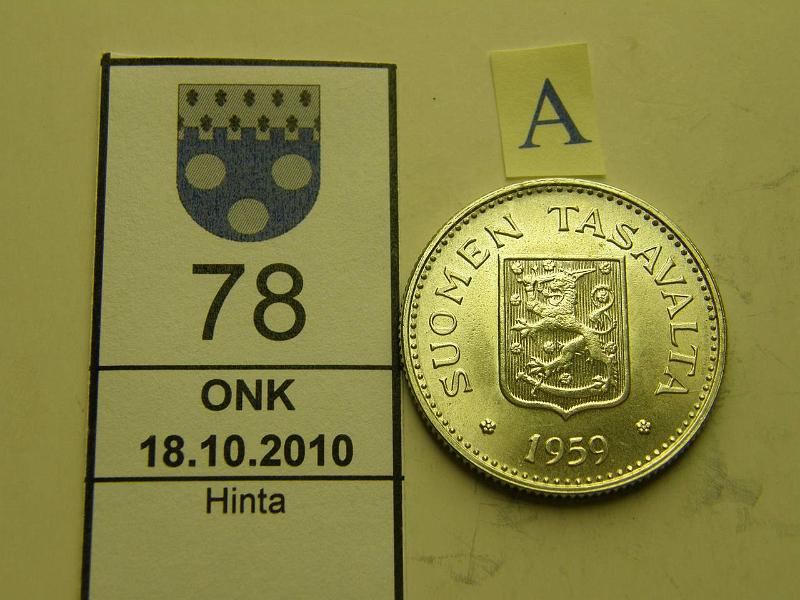 78
ONK
18.10.2010
Hinta
A
SUOMEN TASAVALTA
1959